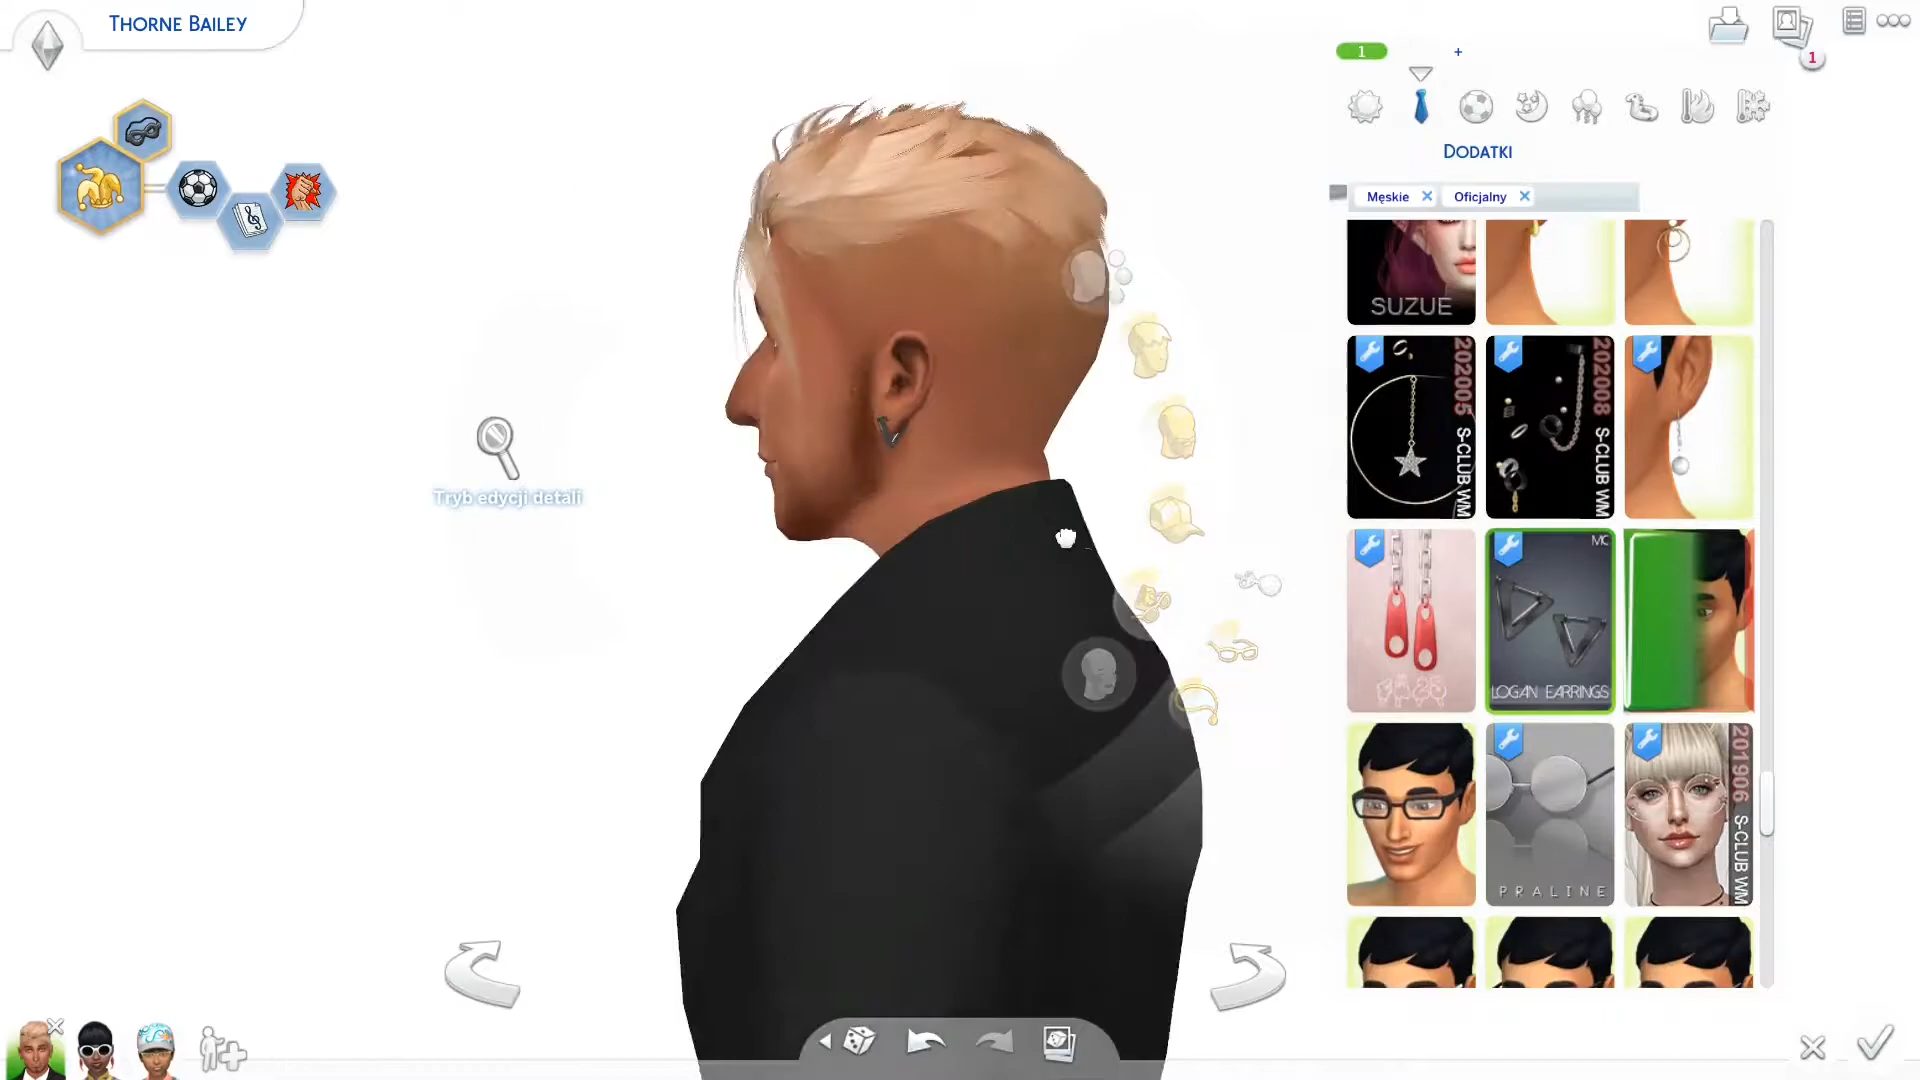 THORNE BAILEY
1
+
1
DODATKI
Męskie
Oficjalny
SUZUE
202005 S-CLUB WM
202008 S-CLUB WM
MC
LOGAN EARRINGS
PRALINE
201906 S-CLUB WM
Tryb edycji detali